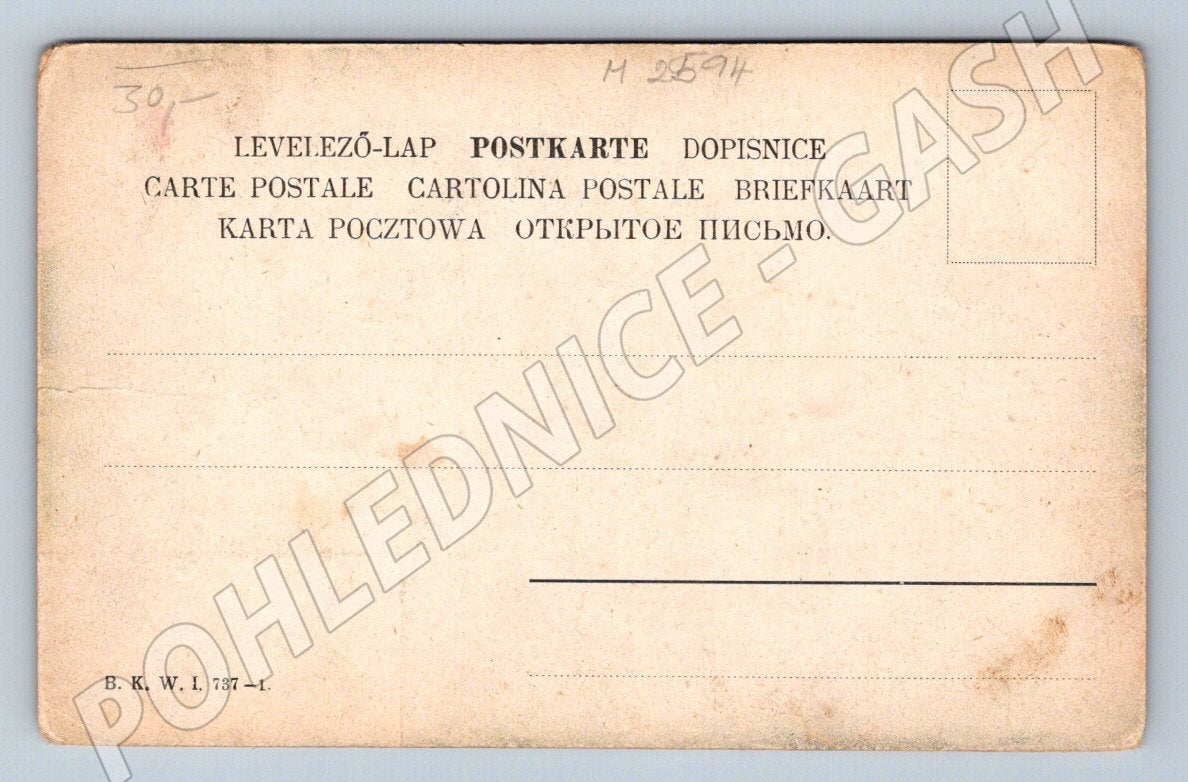 M 2594
30,—
LEVELEZŐ-LAP POSTKARTE DOPISNICE
CARTE POSTALE CARTOLINA POSTALE BRIEFKAART
KARTA POCZTOWA ОТКРЫТОЕ ПИСЬМО.
B. K. W. I. 737–1.
POHLEDNICE - GASH